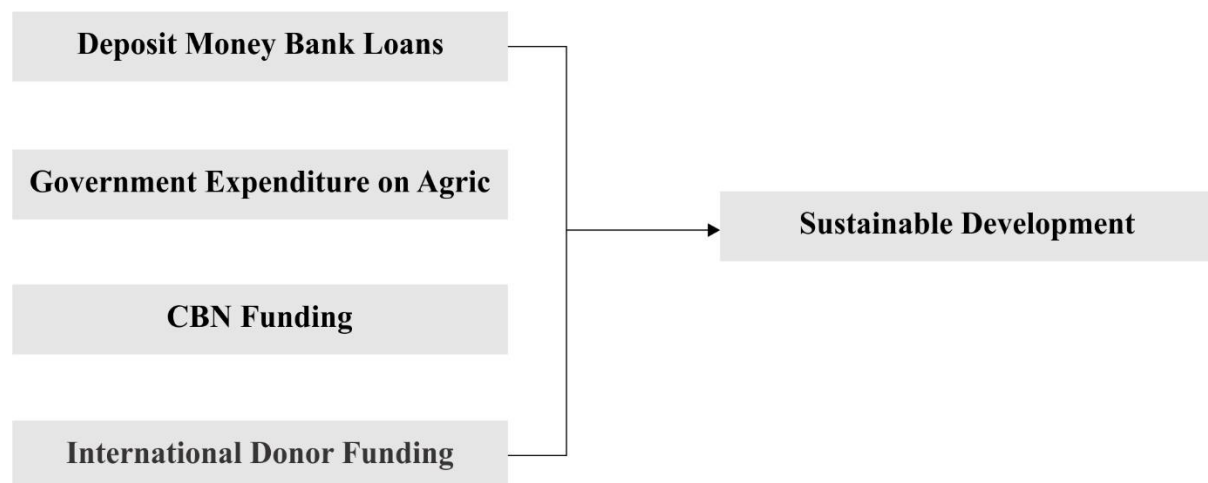 Deposit Money Bank Loans
Government Expenditure on Agric
CBN Funding
International Donor Funding
Sustainable Development